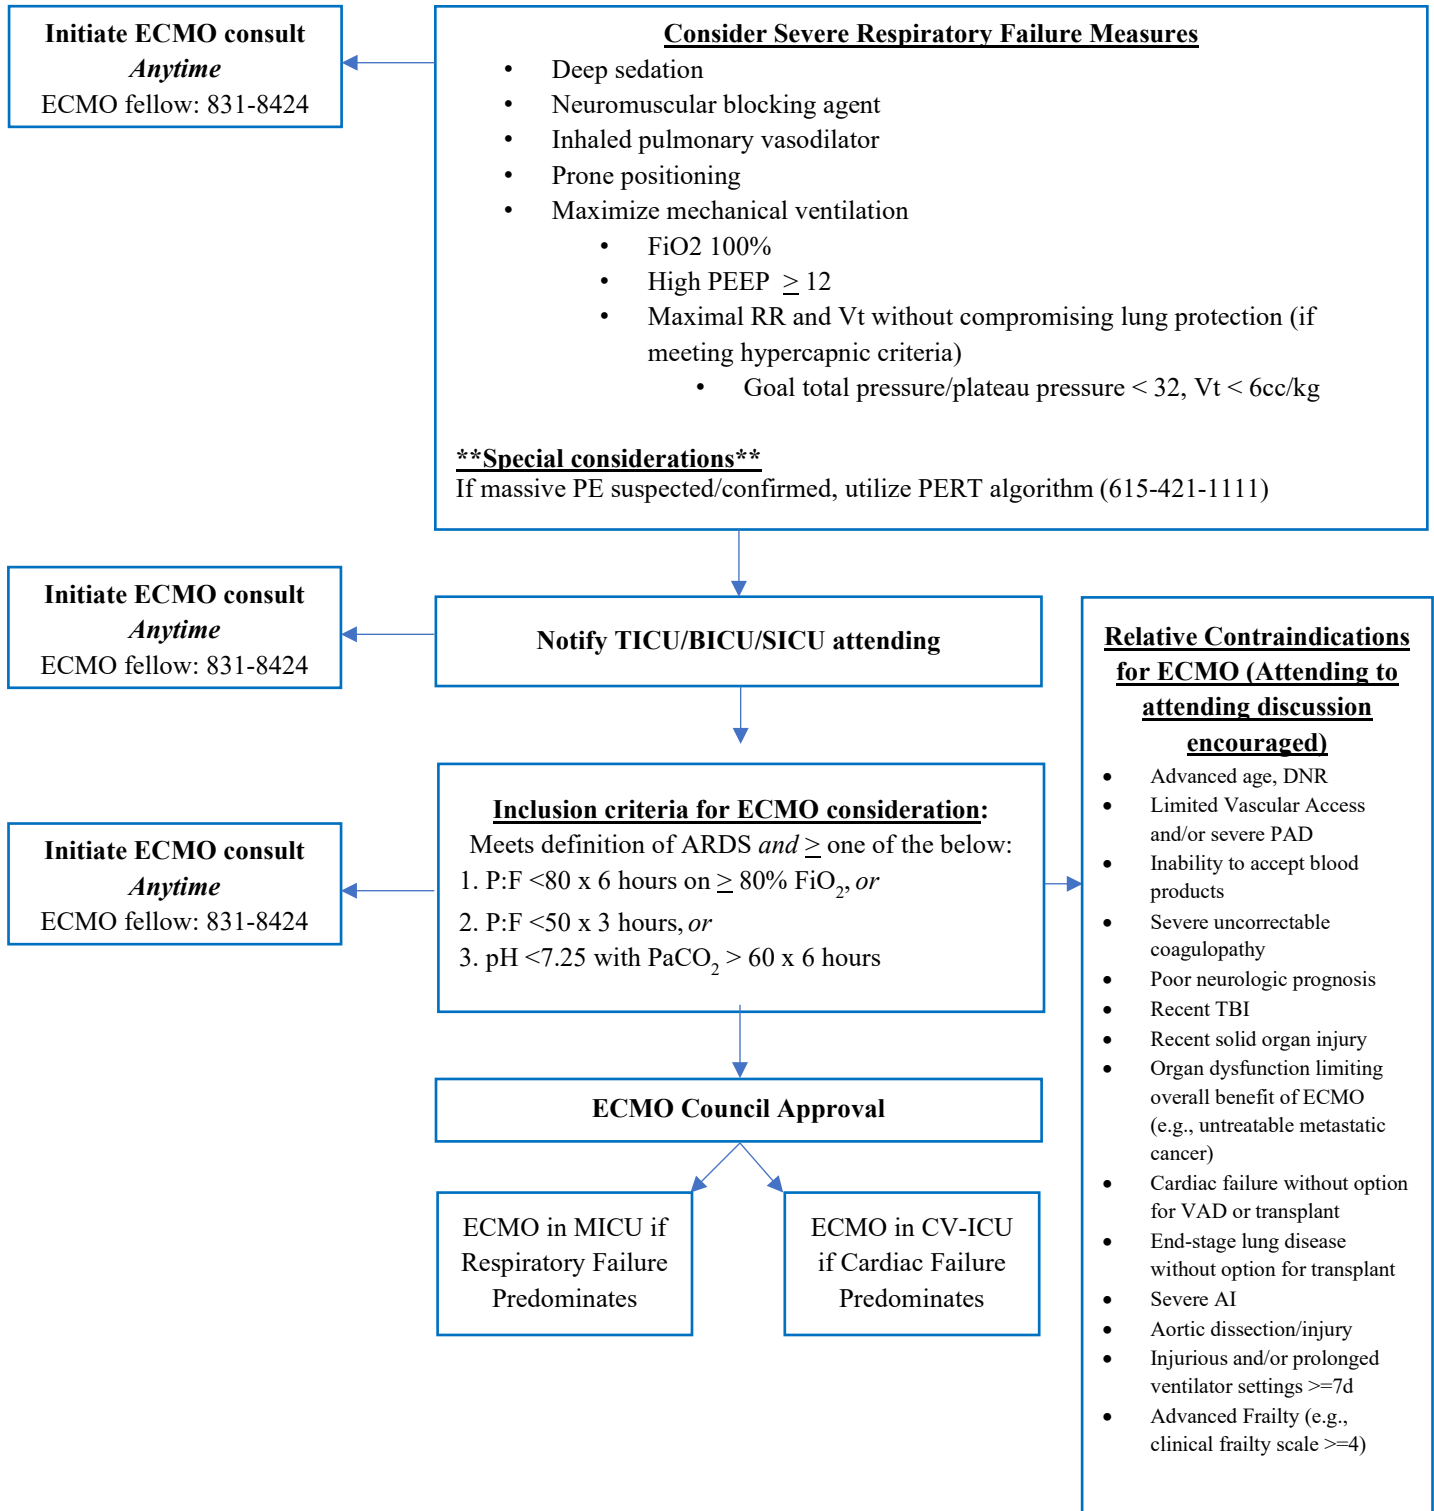 Initiate ECMO consult
Anytime
ECMO fellow: 831-8424
Consider Severe Respiratory Failure Measures
• Deep sedation
• Neuromuscular blocking agent
• Inhaled pulmonary vasodilator
• Prone positioning
• Maximize mechanical ventilation
• FiO2 100%
• High PEEP ≥ 12
• Maximal RR and Vt without compromising lung protection (if
meeting hypercapnic criteria)
• Goal total pressure/plateau pressure < 32, Vt < 6cc/kg
**Special considerations**
If massive PE suspected/confirmed, utilize PERT algorithm (615-421-1111)
Initiate ECMO consult
Anytime
ECMO fellow: 831-8424
Notify TICU/BICU/SICU attending
Initiate ECMO consult
Anytime
ECMO fellow: 831-8424
Inclusion criteria for ECMO consideration:
Meets definition of ARDS and ≥ one of the below:
1. P:F <80 x 6 hours on ≥ 80% FiO₂, or
2. P:F <50 x 3 hours, or
3. pH <7.25 with PaCO₂ > 60 x 6 hours
Relative Contraindications
for ECMO (Attending to
attending discussion
encouraged)
• Advanced age, DNR
• Limited Vascular Access
and/or severe PAD
• Inability to accept blood
products
• Severe uncorrectable
coagulopathy
• Poor neurologic prognosis
• Recent TBI
• Recent solid organ injury
• Organ dysfunction limiting
overall benefit of ECMO
(e.g., untreatable metastatic
cancer)
• Cardiac failure without option
for VAD or transplant
• End-stage lung disease
without option for transplant
• Severe AI
• Aortic dissection/injury
• Injurious and/or prolonged
ventilator settings >=7d
• Advanced Frailty (e.g.,
clinical frailty scale >=4)
ECMO Council Approval
ECMO in MICU if
Respiratory Failure
Predominates
ECMO in CV-ICU
if Cardiac Failure
Predominates